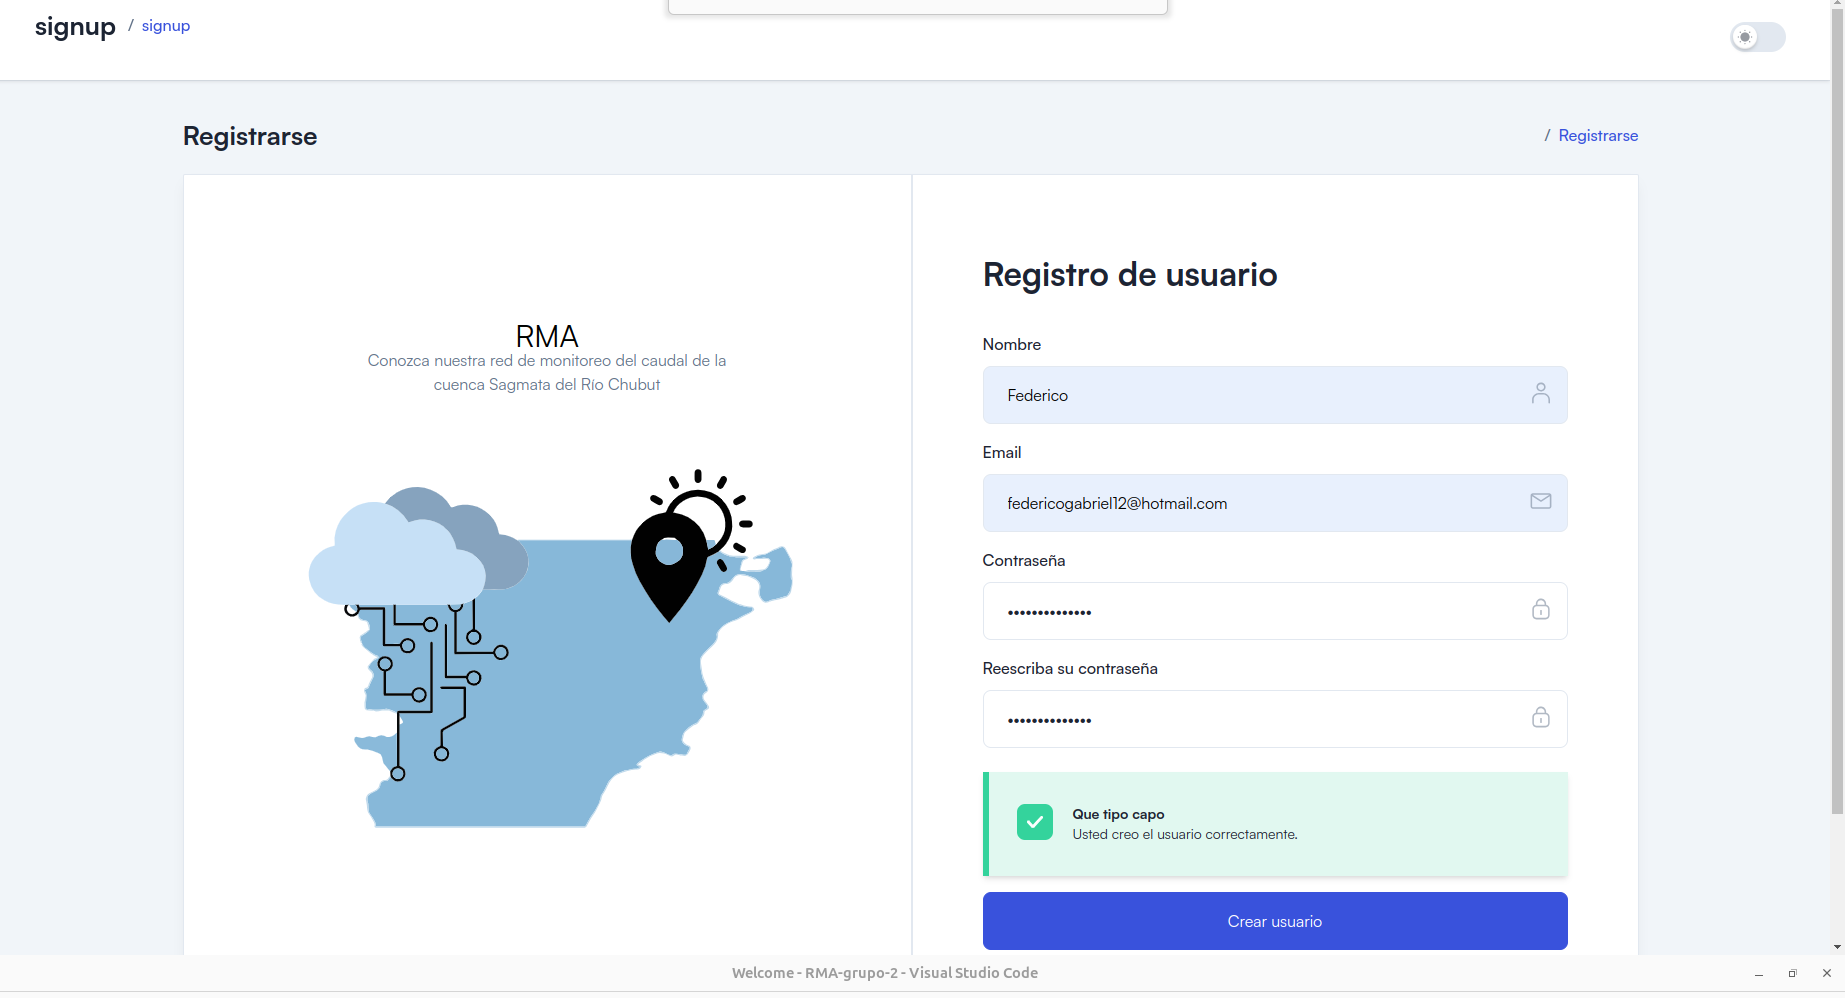 signup / signup
Registrarse
/ Registrarse
RMA
Conozca nuestra red de monitoreo del caudal de la
cuenca Sagmata del Río Chubut
Registro de usuario
Nombre
Federico
Email
federicogabriel12@hotmail.com
Contraseña
••••••••••••••
Reescriba su contraseña
••••••••••••••
Que tipo capo
Usted creo el usuario correctamente.
Crear usuario
Welcome - RMA-grupo-2 - Visual Studio Code